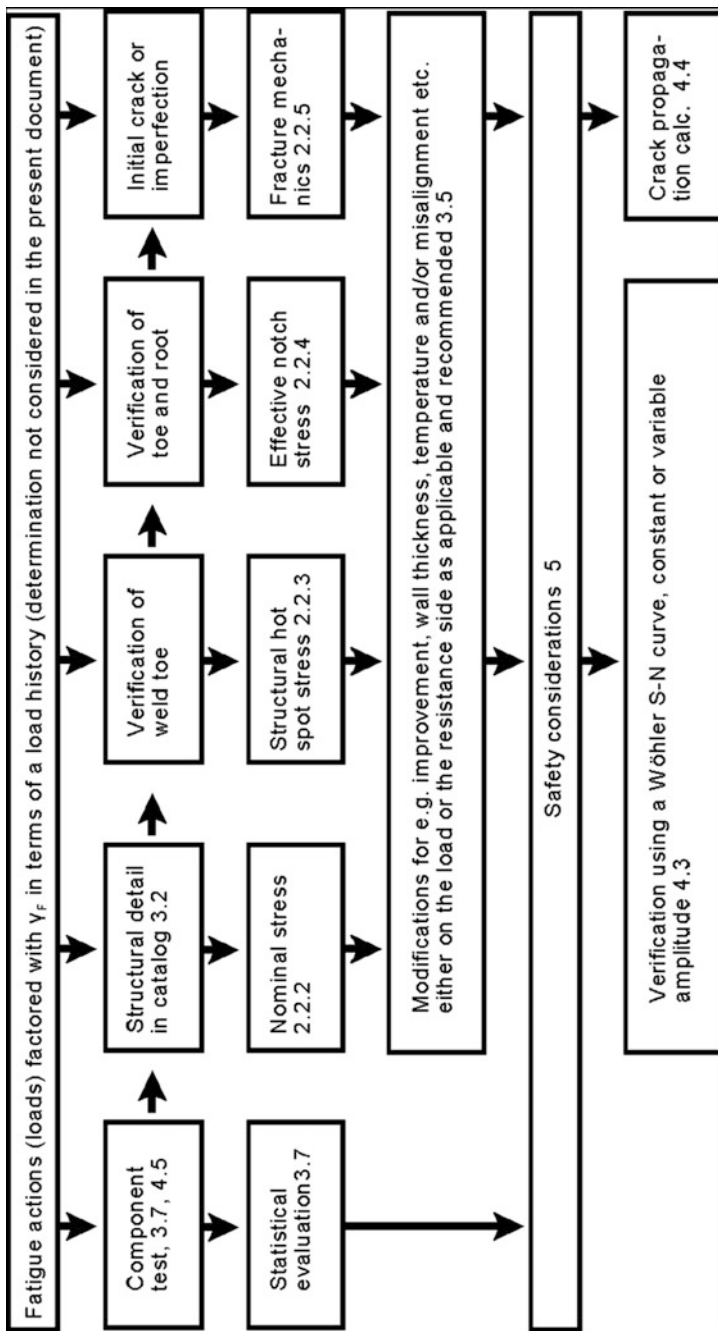 Fatigue actions (loads) factored with γF in terms of a load history (determination not considered in the present document)
Component
test, 3.7, 4.5
Structural detail
in catalog 3.2
Verification of
weld toe
Verification of
toe and root
Initial crack or
imperfection
Statistical
evaluation3.7
Nominal stress
2.2.2
Structural hot
spot stress 2.2.3
Effective notch
stress 2.2.4
Fracture mecha-
nics 2.2.5
Modifications for e.g. improvement, wall thickness, temperature and/or misalignment etc.
either on the load or the resistance side as applicable and recommended 3.5
Safety considerations 5
Verification using a Wöhler S-N curve, constant or variable
amplitude 4.3
Crack propaga-
tion calc. 4.4